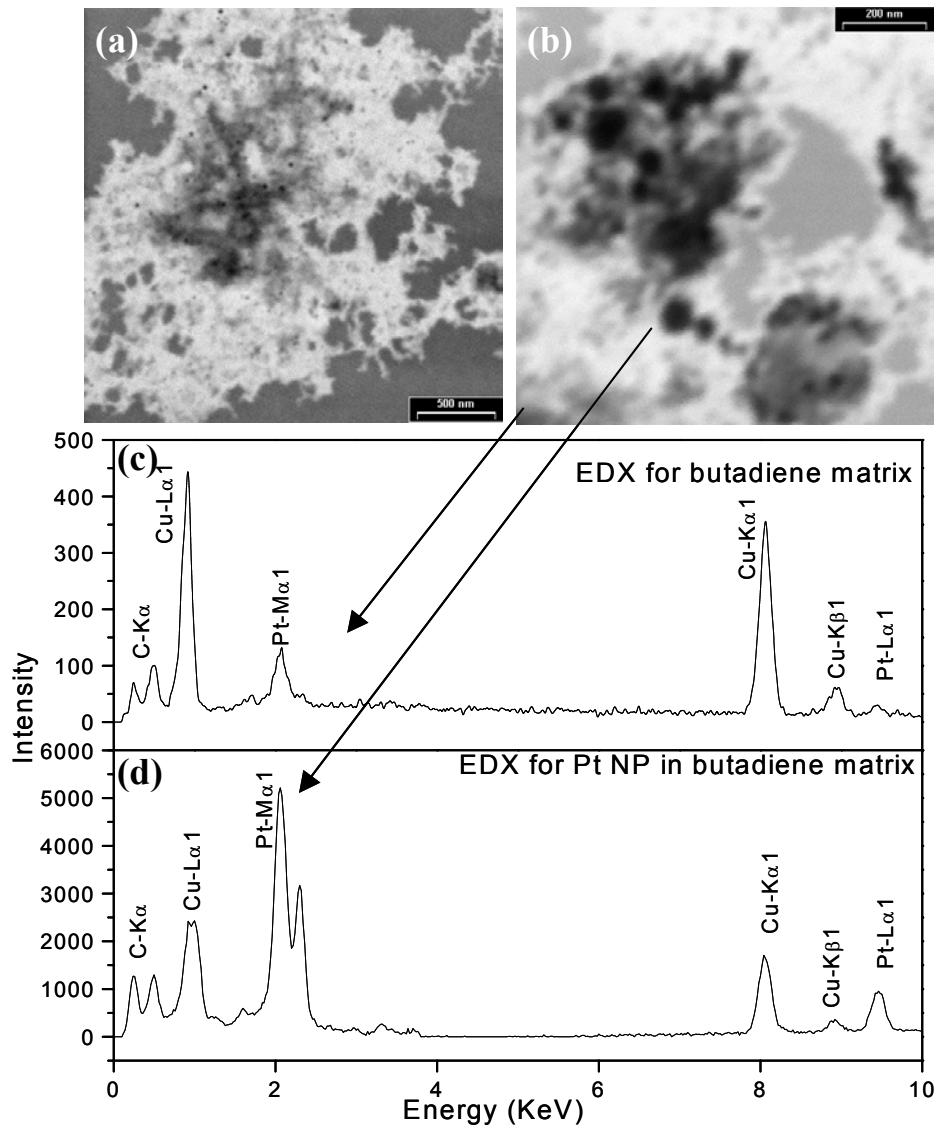 (a)
500 nm
(b)
200 nm
(c)
EDX for butadiene matrix
500
400
300
200
100
0
C-Kα
Cu-Lα1
Pt-Mα1
Cu-Kα1
Cu-Kβ1
Pt-Lα1
Intensity
(d)
EDX for Pt NP in butadiene matrix
6000
5000
4000
3000
2000
1000
0
C-Kα
Cu-Lα1
Pt-Mα1
Cu-Kα1
Cu-Kβ1
Pt-Lα1
0 2 4 6 8 10
Energy (KeV)